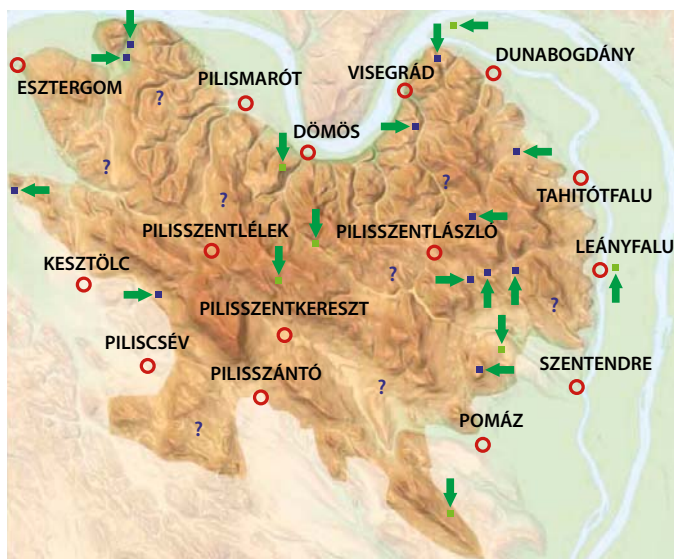 DUNABOGDÁNY
ESZTERGOM
PILISMARÓT
VISEGRÁD
?
DÖMÖS
?
?
?
TAHITÓTFALU
?
PILISSZENTLÉLEK
PILISSZENTLÁSZLÓ
LEÁNYFALU
KESZTÖLC
?
?
PILISSZENTKERESZT
PILISCSÉV
PILISSZÁNTÓ
SZENTENDRE
?
?
POMÁZ